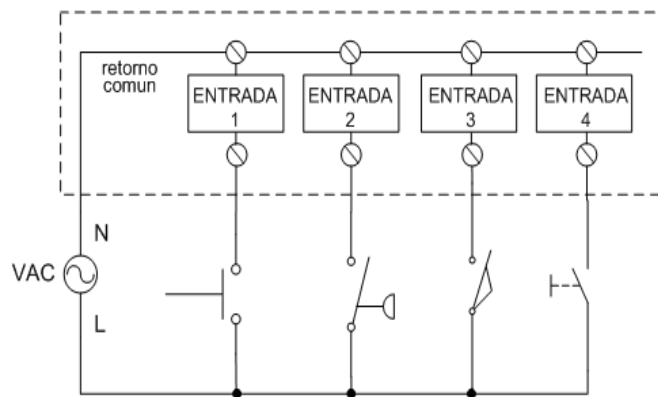 retorno
comun
ENTRADA
1
ENTRADA
2
ENTRADA
3
ENTRADA
4
N
VAC
L